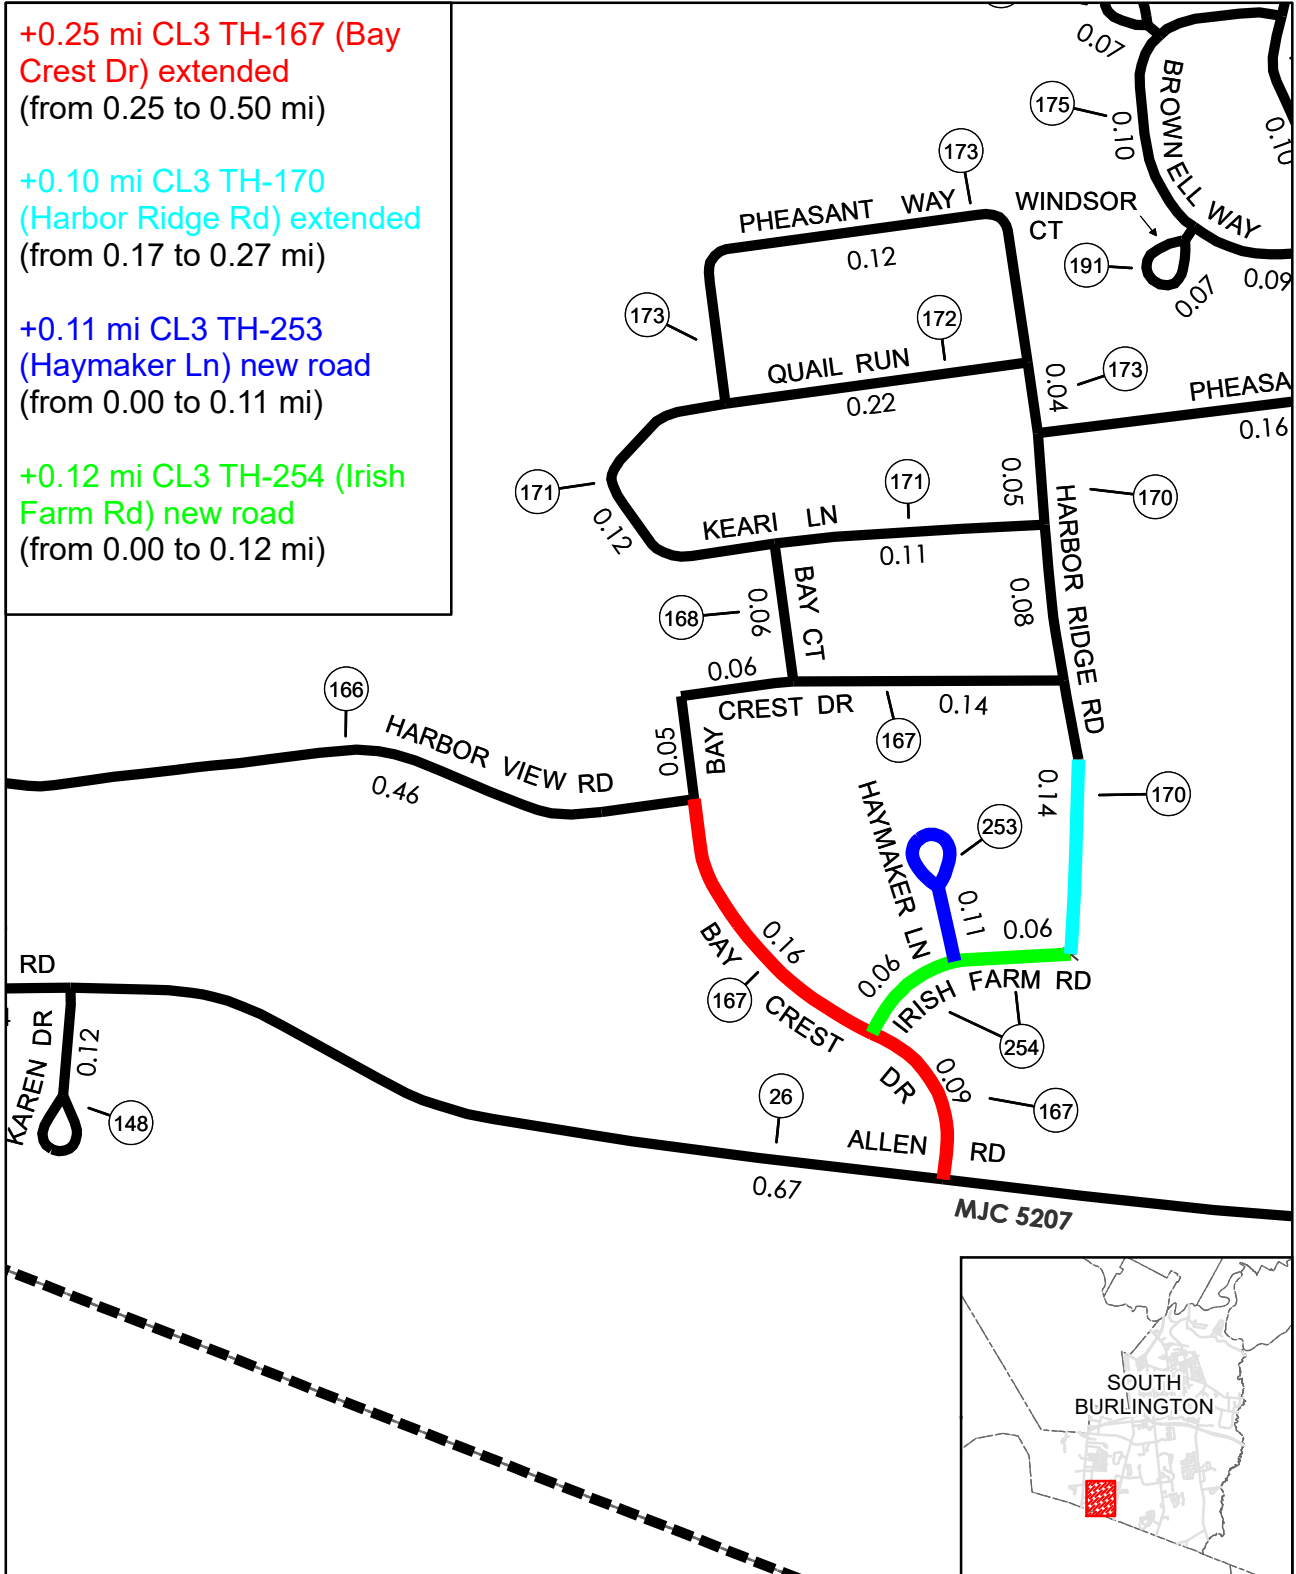 +0.25 mi CL3 TH-167 (Bay
Crest Dr) extended
(from 0.25 to 0.50 mi)
+0.10 mi CL3 TH-170
(Harbor Ridge Rd) extended
(from 0.17 to 0.27 mi)
+0.11 mi CL3 TH-253
(Haymaker Ln) new road
(from 0.00 to 0.11 mi)
+0.12 mi CL3 TH-254 (Irish
Farm Rd) new road
(from 0.00 to 0.12 mi)
0.07
175
0.10
BROWNELL WAY
0.10
173
PHEASANT WAY
0.12
WINDSOR
CT
191
0.07
0.09
173
172
QUAIL RUN
0.22
0.04
173
PHEASA
0.16
171
0.12
171
KEARI LN
0.11
0.05
170
HARBOR RIDGE RD
168
0.06
BAY CT
0.08
0.06
CREST DR
0.14
167
166
HARBOR VIEW RD
0.46
0.05
BAY
0.14
170
HAYMAKER LN
253
0.11
0.06
BAY CREST DR
0.16
167
0.06
IRISH FARM RD
254
0.09
167
RD
KAREN DR
0.12
148
26
ALLEN RD
0.67
MJC 5207
SOUTH
BURLINGTON